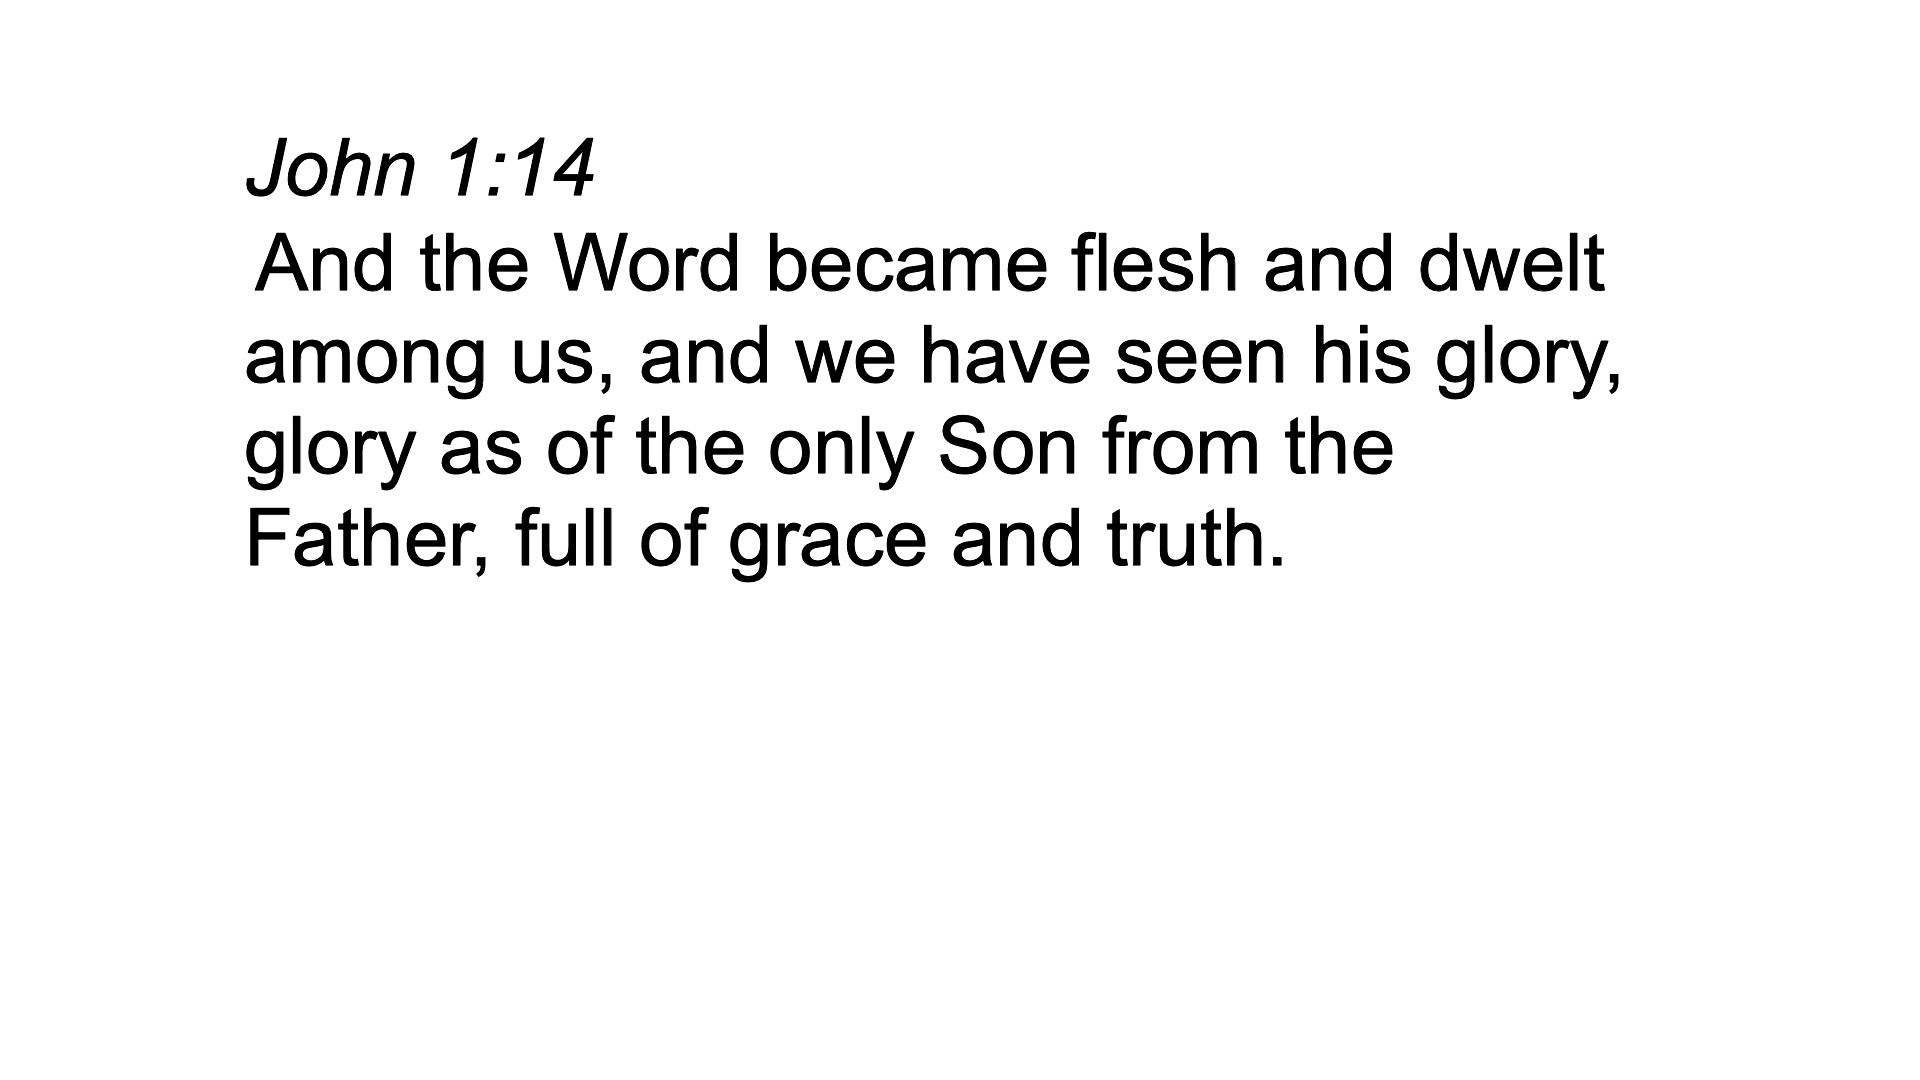 John 1:14
And the Word became flesh and dwelt
among us, and we have seen his glory,
glory as of the only Son from the
Father, full of grace and truth.